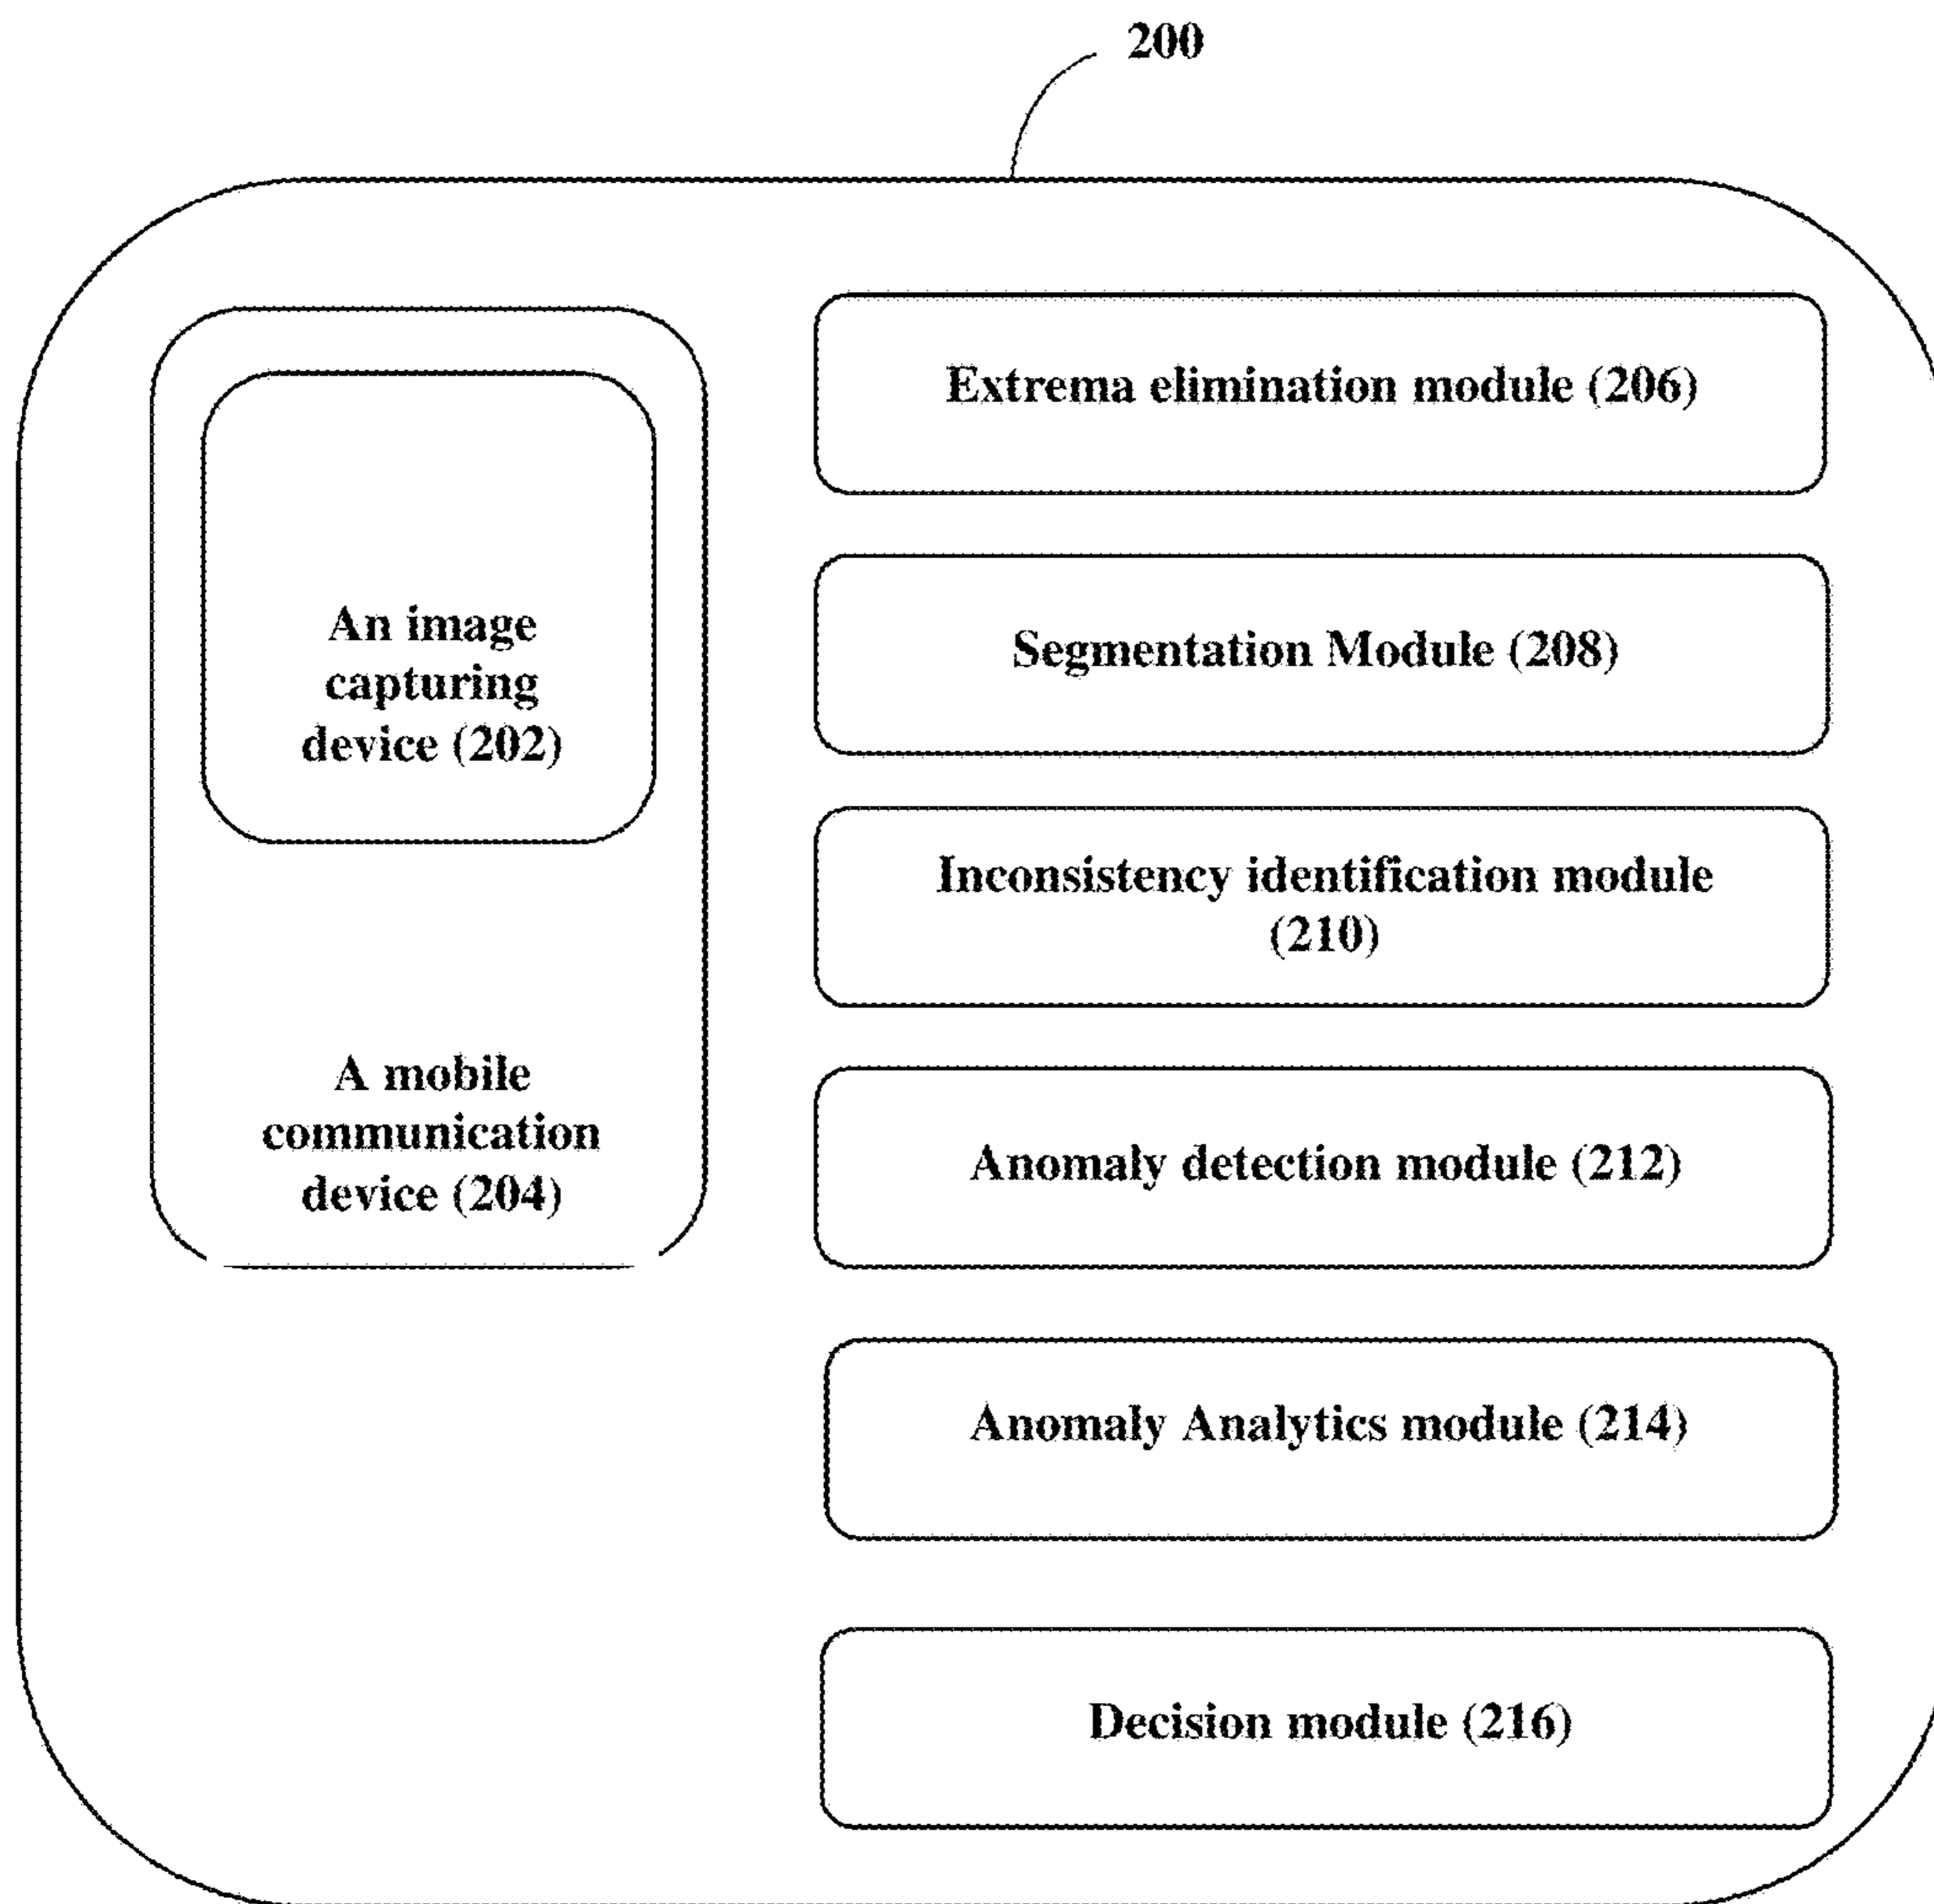 200
An image
capturing
device (202)
A mobile
communication
device (204)
Extrema elimination module (206)
Segmentation Module (208)
Inconsistency identification module
(210)
Anomaly detection module (212)
Anomaly Analytics module (214)
Decision module (216)